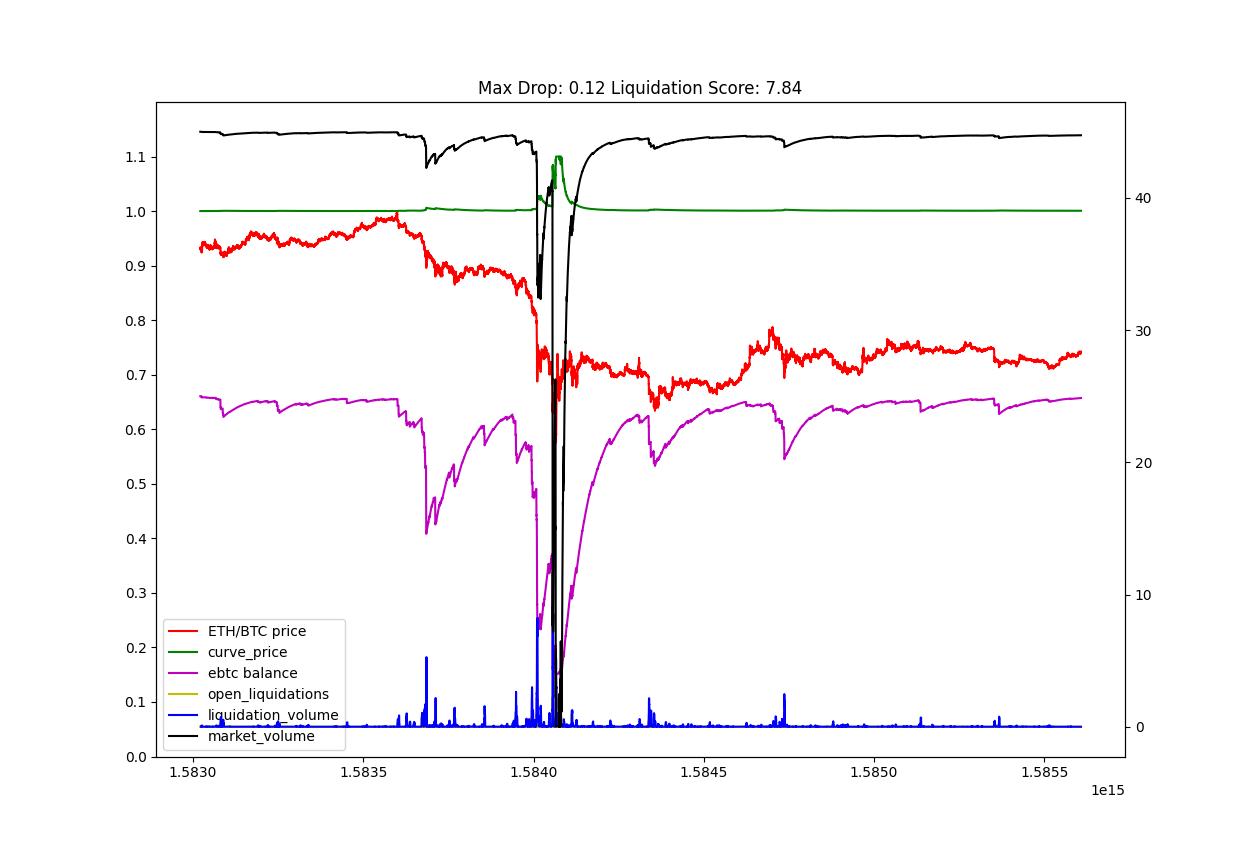 Max Drop: 0.12 Liquidation Score: 7.84
1.1
1.0
0.9
0.8
0.7
0.6
0.5
0.4
0.3
0.2
0.1
0.0
40
30
20
10
0
ETH/BTC price
curve_price
ebtc balance
open_liquidations
liquidation_volume
market_volume
1.5830 1.5835 1.5840 1.5845 1.5850 1.5855
1e15